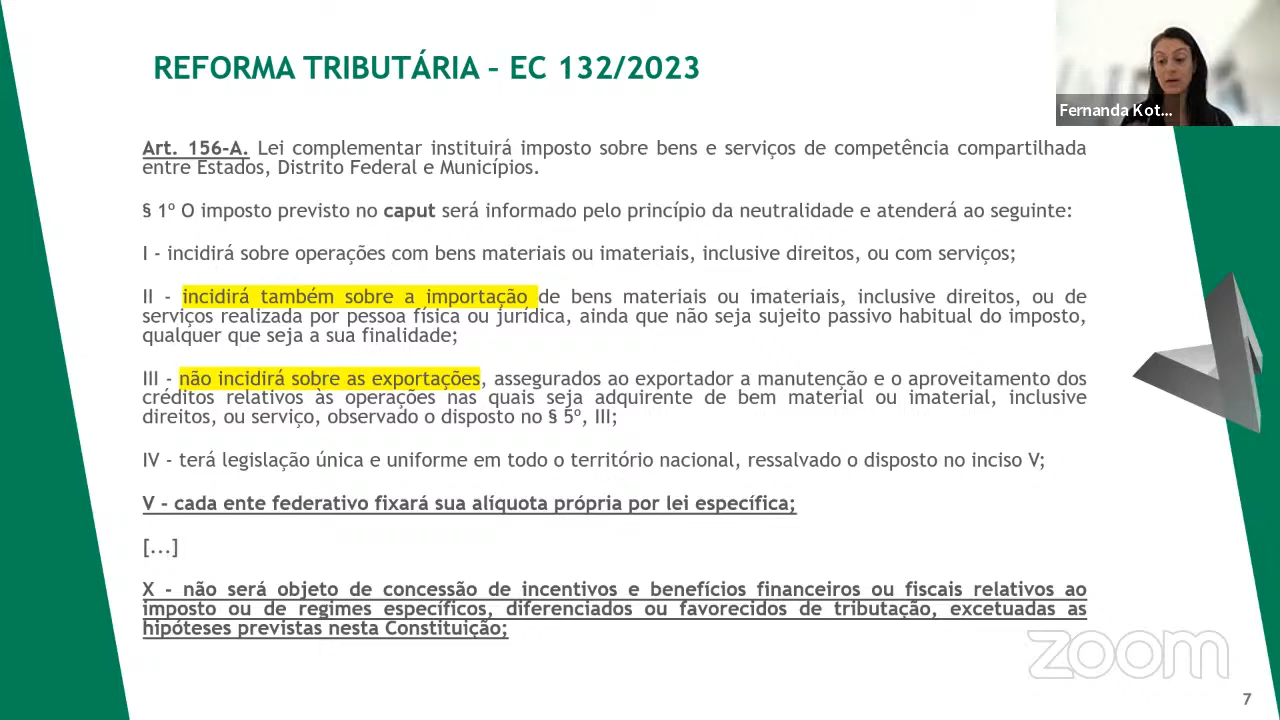 REFORMA TRIBUTÁRIA – EC 132/2023
Fernanda Kot...
Art. 156-A. Lei complementar instituirá imposto sobre bens e serviços de competência compartilhada
entre Estados, Distrito Federal e Municípios.
§ 1º O imposto previsto no caput será informado pelo princípio da neutralidade e atenderá ao seguinte:
I - incidirá sobre operações com bens materiais ou imateriais, inclusive direitos, ou com serviços;
II - incidirá também sobre a importação de bens materiais ou imateriais, inclusive direitos, ou de
serviços realizada por pessoa física ou jurídica, ainda que não seja sujeito passivo habitual do imposto,
qualquer que seja a sua finalidade;
III - não incidirá sobre as exportações, assegurados ao exportador a manutenção e o aproveitamento dos
créditos relativos às operações nas quais seja adquirente de bem material ou imaterial, inclusive
direitos, ou serviço, observado o disposto no § 5º, III;
IV - terá legislação única e uniforme em todo o território nacional, ressalvado o disposto no inciso V;
V - cada ente federativo fixará sua alíquota própria por lei específica;
[...]
X - não será objeto de concessão de incentivos e benefícios financeiros ou fiscais relativos ao
imposto ou de regimes específicos, diferenciados ou favorecidos de tributação, excetuadas as
hipóteses previstas nesta Constituição;
zoom
7